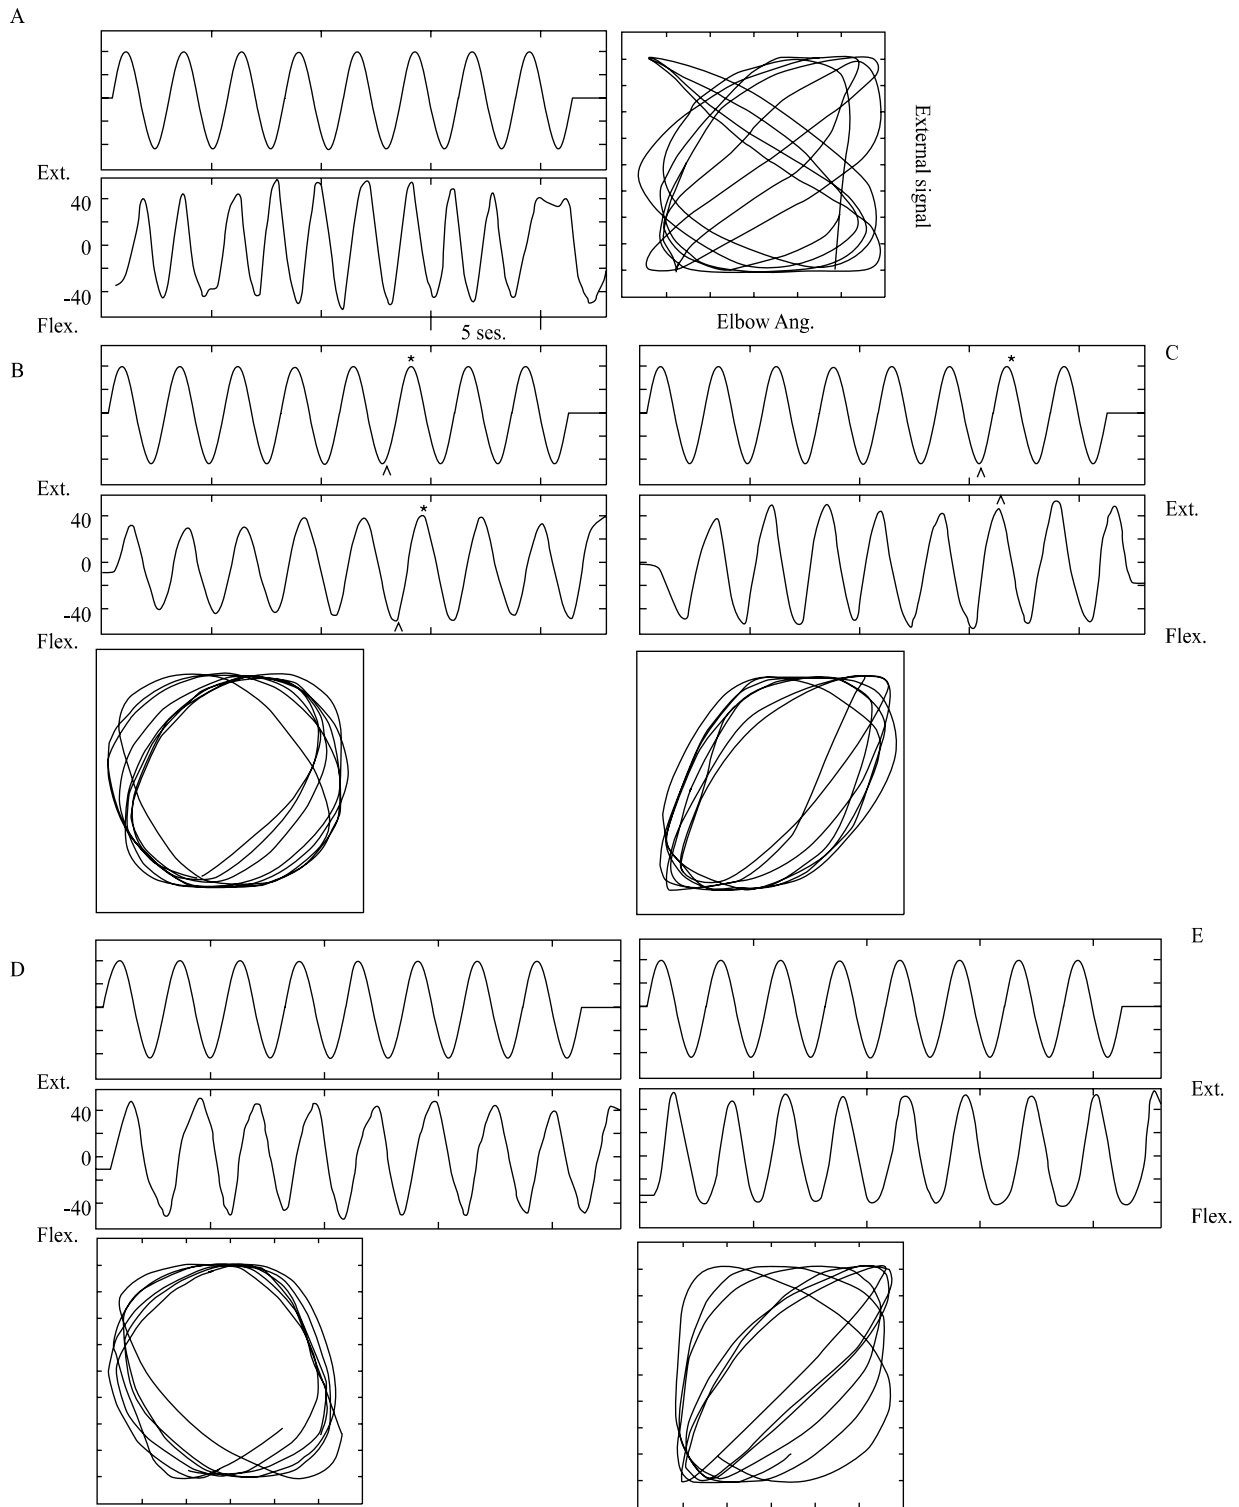 A
Ext.
40
0
-40
Flex.
5 ses.
External signal
Elbow Ang.
B
*
^
Ext.
*
40
0
-40
^
Flex.
C
*
^
^
Ext.
Flex.
D
Ext.
40
0
-40
Flex.
E
Ext.
Flex.